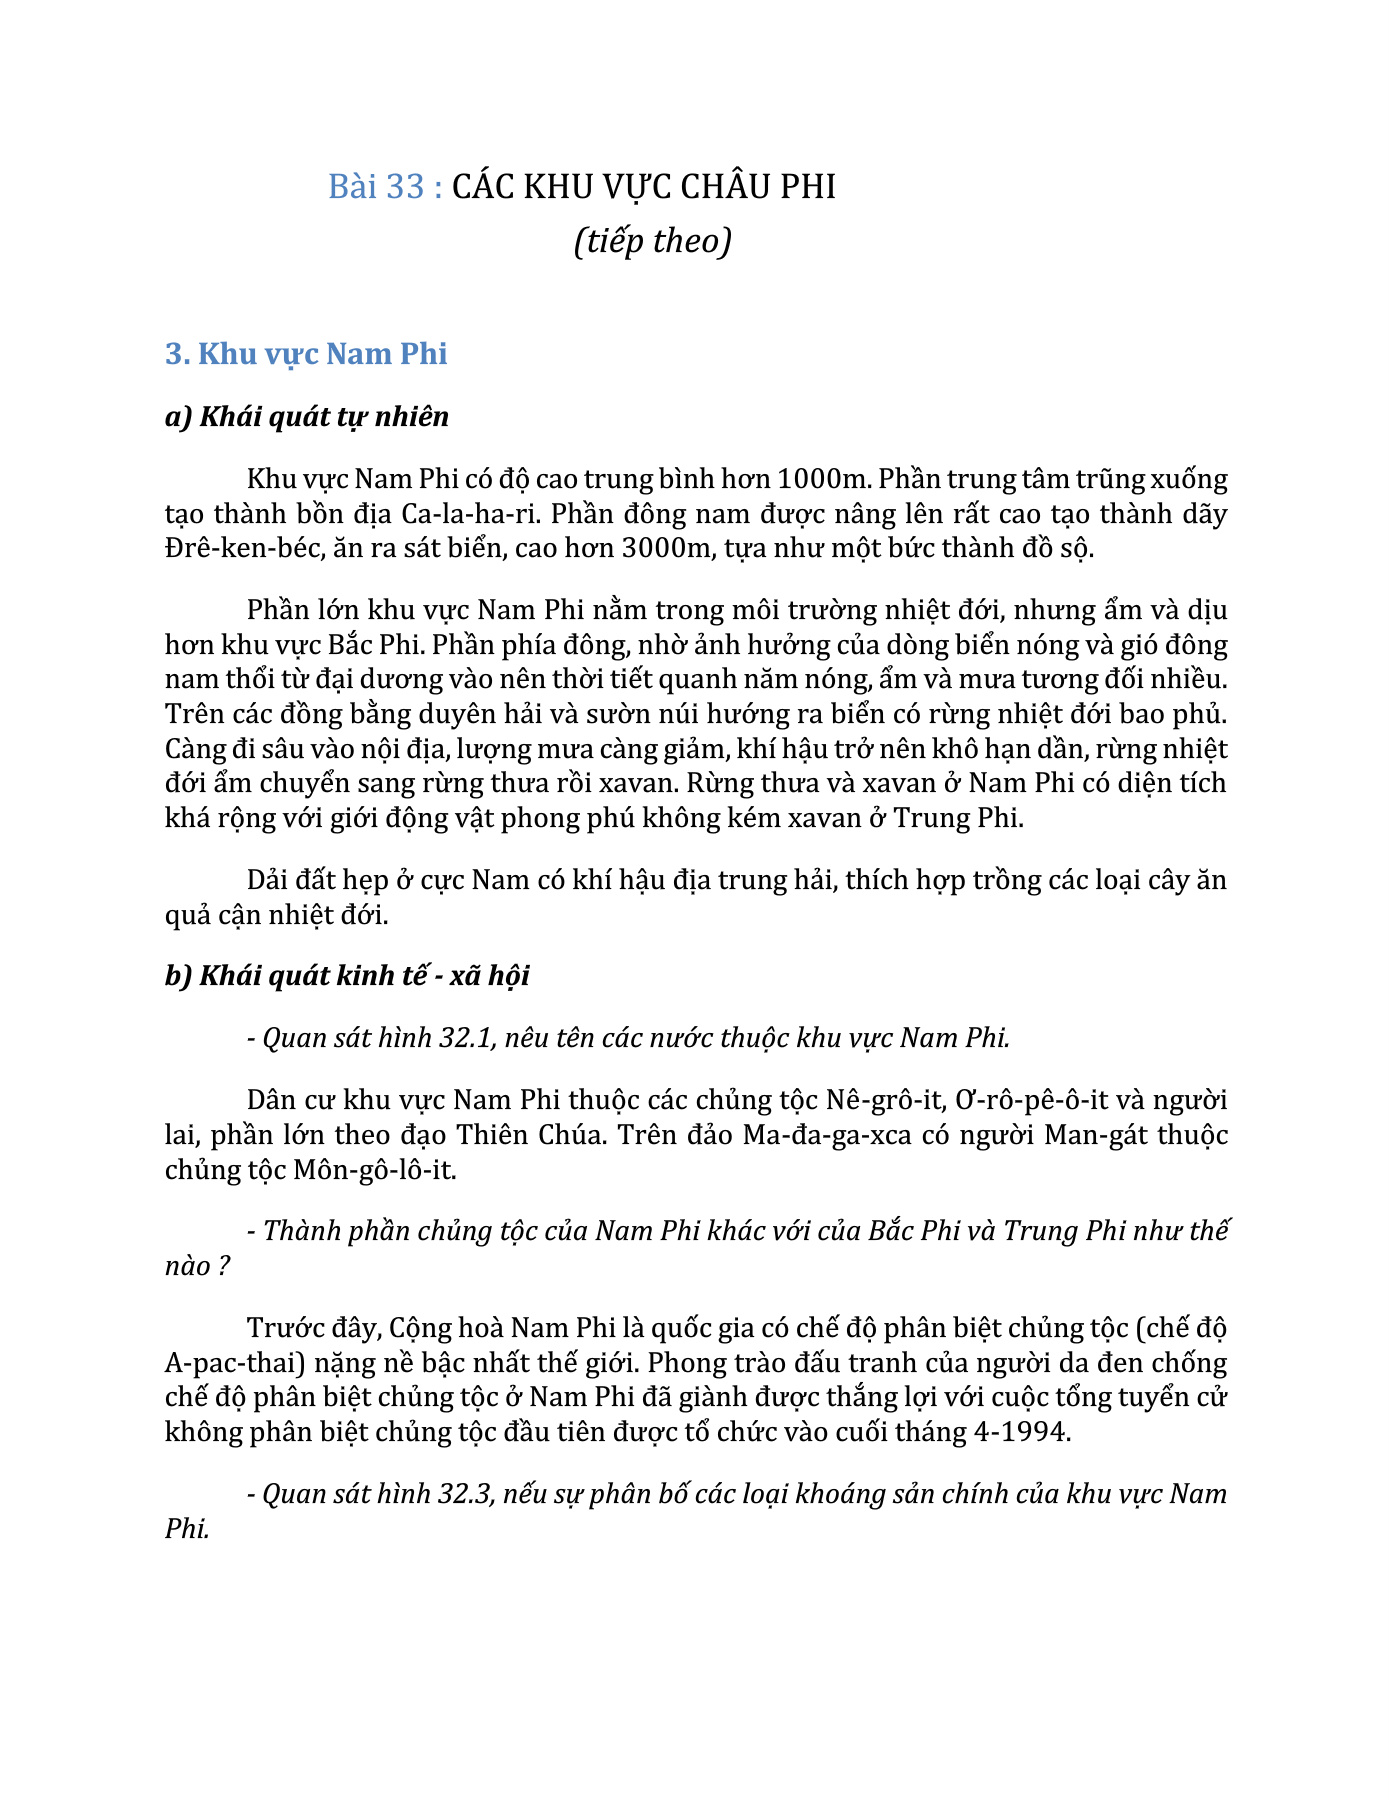 Bài 33 : CÁC KHU VỰC CHÂU PHI
(tiếp theo)
3. Khu vực Nam Phi
a) Khái quát tự nhiên
Khu vực Nam Phi có độ cao trung bình hơn 1000m. Phần trung tâm trũng xuống
tạo thành bồn địa Ca-la-ha-ri. Phần đông nam được nâng lên rất cao tạo thành dãy
Đrê-ken-béc, ăn ra sát biển, cao hơn 3000m, tựa như một bức thành đồ sộ.
Phần lớn khu vực Nam Phi nằm trong môi trường nhiệt đới, nhưng ẩm và dịu
hơn khu vực Bắc Phi. Phần phía đông, nhờ ảnh hưởng của dòng biển nóng và gió đông
nam thổi từ đại dương vào nên thời tiết quanh năm nóng, ẩm và mưa tương đối nhiều.
Trên các đồng bằng duyên hải và sườn núi hướng ra biển có rừng nhiệt đới bao phủ.
Càng đi sâu vào nội địa, lượng mưa càng giảm, khí hậu trở nên khô hạn dần, rừng nhiệt
đới ẩm chuyển sang rừng thưa rồi xavan. Rừng thưa và xavan ở Nam Phi có diện tích
khá rộng với giới động vật phong phú không kém xavan ở Trung Phi.
Dải đất hẹp ở cực Nam có khí hậu địa trung hải, thích hợp trồng các loại cây ăn
quả cận nhiệt đới.
b) Khái quát kinh tế - xã hội
- Quan sát hình 32.1, nêu tên các nước thuộc khu vực Nam Phi.
Dân cư khu vực Nam Phi thuộc các chủng tộc Nê-grô-it, Ơ-rô-pê-ô-it và người
lai, phần lớn theo đạo Thiên Chúa. Trên đảo Ma-đa-ga-xca có người Man-gát thuộc
chủng tộc Môn-gô-lô-it.
- Thành phần chủng tộc của Nam Phi khác với của Bắc Phi và Trung Phi như thế
nào ?
Trước đây, Cộng hoà Nam Phi là quốc gia có chế độ phân biệt chủng tộc (chế độ
A-pac-thai) nặng nề bậc nhất thế giới. Phong trào đấu tranh của người da đen chống
chế độ phân biệt chủng tộc ở Nam Phi đã giành được thắng lợi với cuộc tổng tuyển cử
không phân biệt chủng tộc đầu tiên được tổ chức vào cuối tháng 4-1994.
- Quan sát hình 32.3, nếu sự phân bố các loại khoáng sản chính của khu vực Nam
Phi.